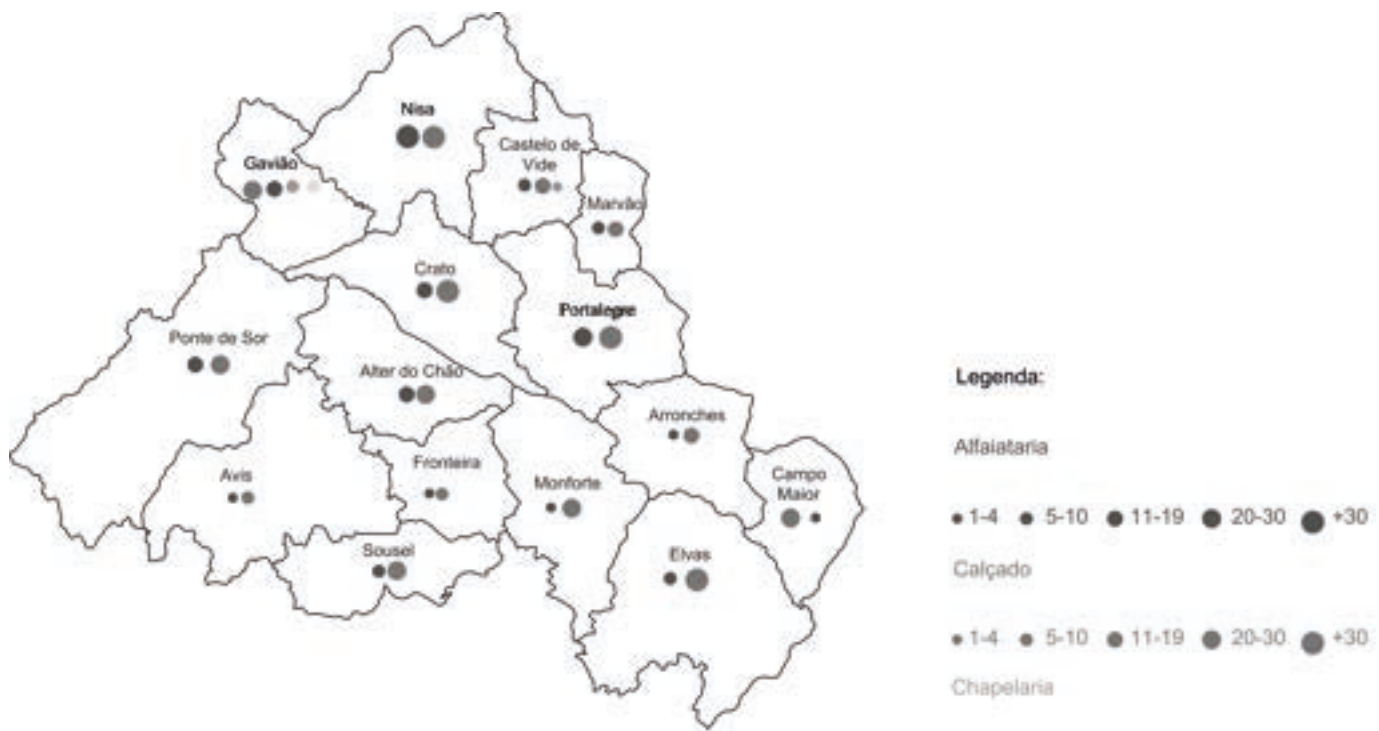 Nisa
Castelo de
Vide
Gavião
Marvão
Crato
Portalegre
Ponte de Sor
Alter do Chão
Arronches
Fronteira
Avis
Monforte
Campo
Maior
Sousel
Elvas
Legenda:
Alfaiataria
1-4 5-10 11-19 20-30 +30
Calçado
1-4 5-10 11-19 20-30 +30
Chapelaria